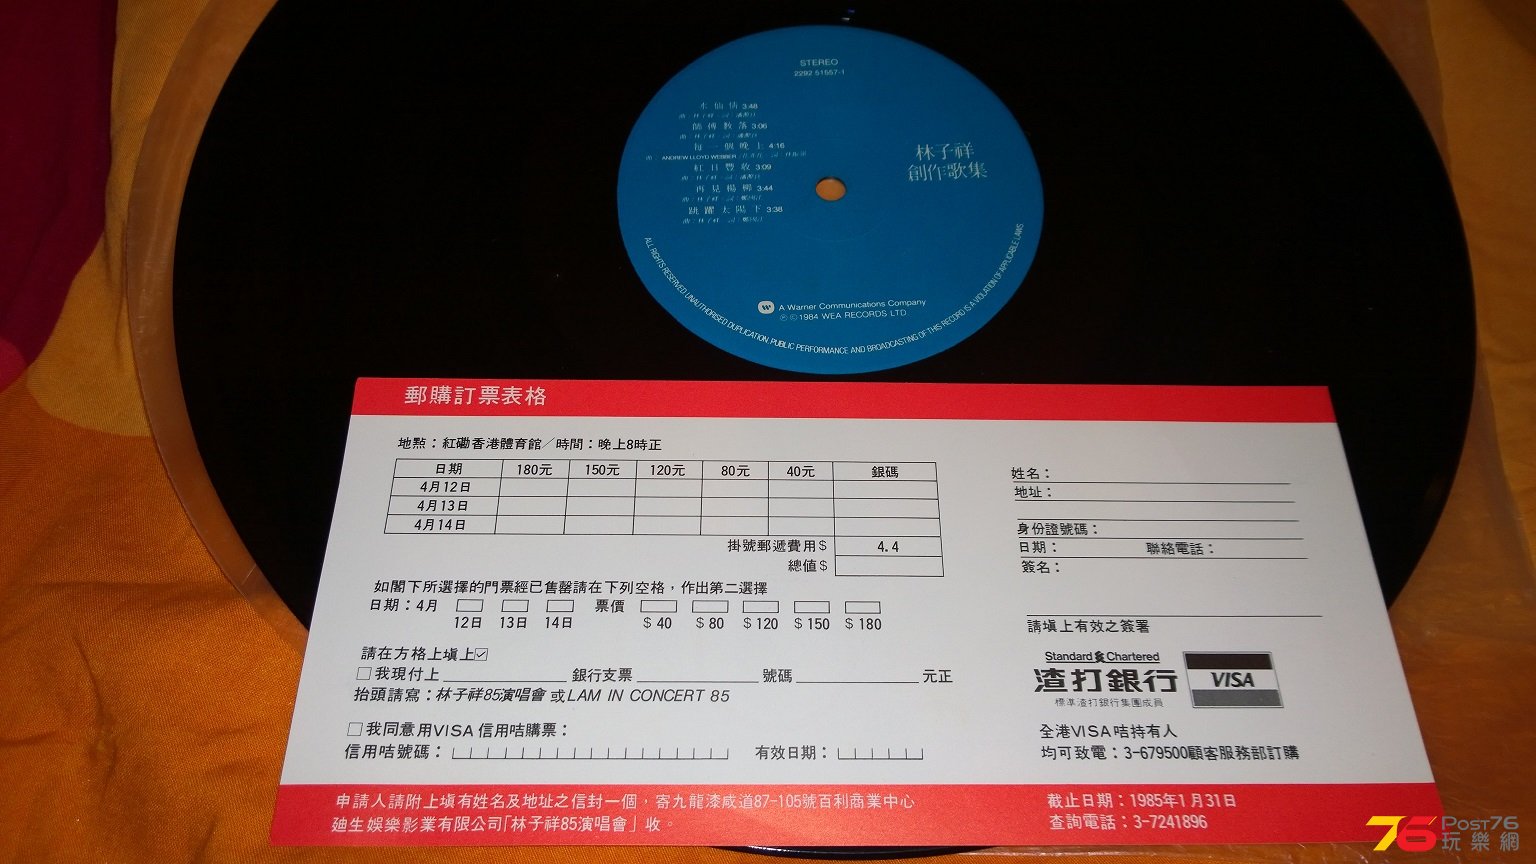 STEREO
2292 51557-1
水仙情 3:48
師傅教落 3:06
每一個晚上 4:16
ANDREW LLOYD WEBBER
紅日豐收 3:09
再見楊柳 3:44
跳躍太陽下 3:38
林子祥
創作歌集
A Warner Communications Company
Ⓟ©1984 WEA RECORDS LTD.
ALL RIGHTS RESERVED UNAUTHORISED DUPLICATION, PUBLIC PERFORMANCE AND BROADCASTING OF THIS RECORD IS A VIOLATION OF APPLICABLE LAWS
郵購訂票表格
地點：紅磡香港體育館／時間：晚上8時正
日期 180元 150元 120元 80元 40元 銀碼
4月12日
4月13日
4月14日
掛號郵遞費用$ 4.4
總值$
如閣下所選擇的門票經已售罄請在下列空格，作出第二選擇
日期：4月 票價
12日 13日 14日 $40 $80 $120 $150 $180
請在方格上填上☑
□我現付上 銀行支票 號碼 元正
抬頭請寫：林子祥85演唱會 或LAM IN CONCERT 85
□我同意用VISA 信用咭購票：
信用咭號碼： 有效日期：
姓名：
地址：
身份證號碼：
日期： 聯絡電話：
簽名：
請填上有效之簽署
Standard Chartered
渣打銀行 VISA
標準渣打銀行集團成員
全港VISA咭持有人
均可致電：3-679500顧客服務部訂購
申請人請附上填有姓名及地址之信封一個，寄九龍漆咸道87-105號百利商業中心
廸生娛樂影業有限公司「林子祥85演唱會」收。
截止日期：1985年1月31日
查詢電話：3-7241896
76 POST76
玩樂網